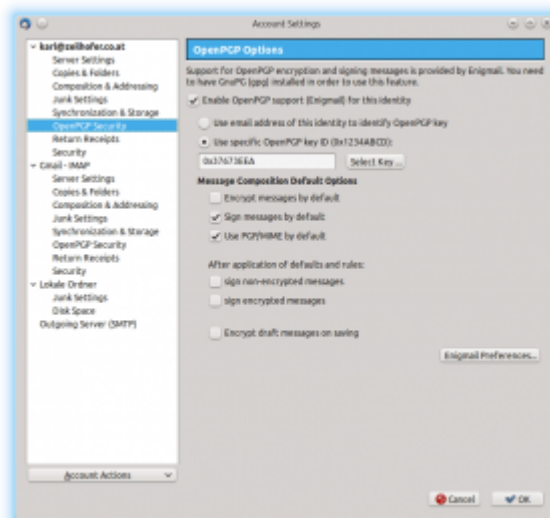 Account Settings
karl@zeilhofer.co.at
Server Settings
Copies & Folders
Composition & Addressing
Junk Settings
Synchronization & Storage
OpenPGP Security
Return Receipts
Security
Gmail - IMAP
Server Settings
Copies & Folders
Composition & Addressing
Junk Settings
Synchronization & Storage
OpenPGP Security
Return Receipts
Security
Lokale Ordner
Junk Settings
Disk Space
Outgoing Server (SMTP)
Account Actions
OpenPGP Options
Support for OpenPGP encryption and signing messages is provided by Enigmail. You need
to have GnuPG (gpg) installed in order to use this feature.
Enable OpenPGP support (Enigmail) for this identity
Use email address of this identity to identify OpenPGP key
Use specific OpenPGP key ID (0x1234ABCD):
0x37673EEA
Select Key ...
Message Composition Default Options
Encrypt messages by default
Sign messages by default
Use PGP/MIME by default
After application of defaults and rules:
sign non-encrypted messages
sign encrypted messages
Encrypt draft messages on saving
Enigmail Preferences...
Cancel
OK